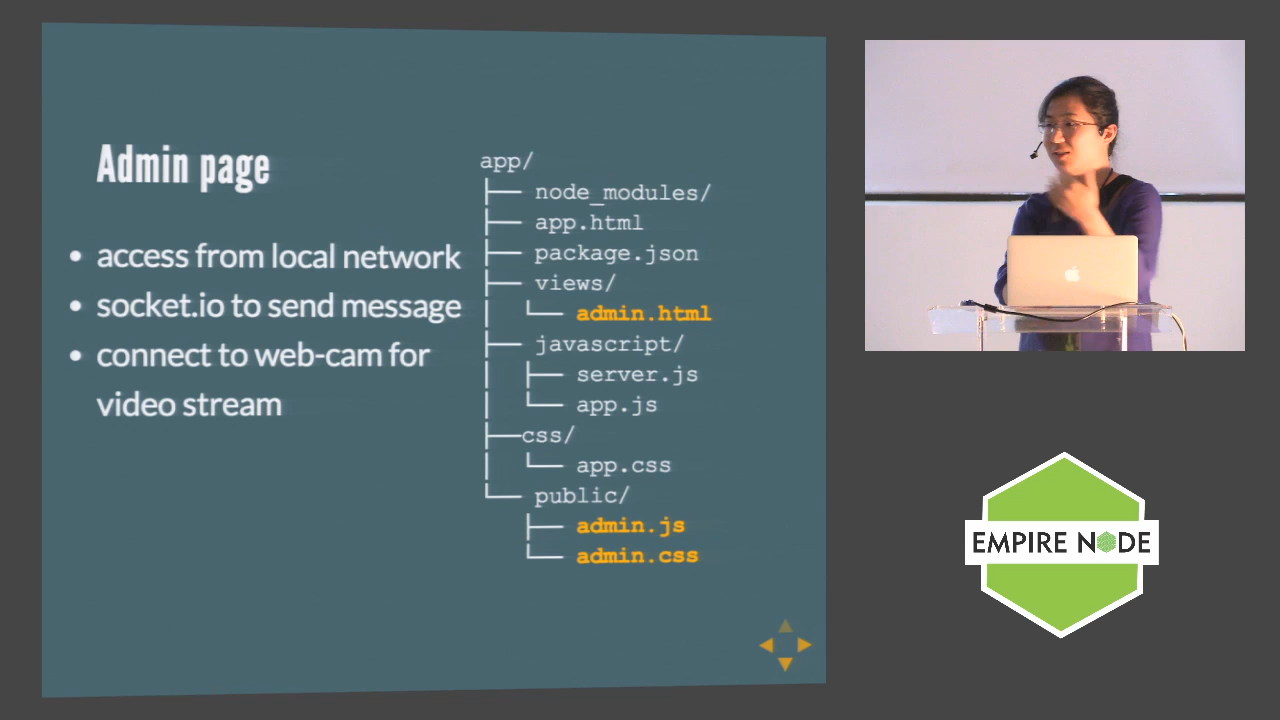 Admin page
• access from local network
• socket.io to send message
• connect to web-cam for
video stream
app/
├── node_modules/
├── app.html
├── package.json
├── views/
│  └── admin.html
├── javascript/
│  ├── server.js
│  └── app.js
├──css/
│  └── app.css
└── public/
   ├── admin.js
   └── admin.css
EMPIRE NODE